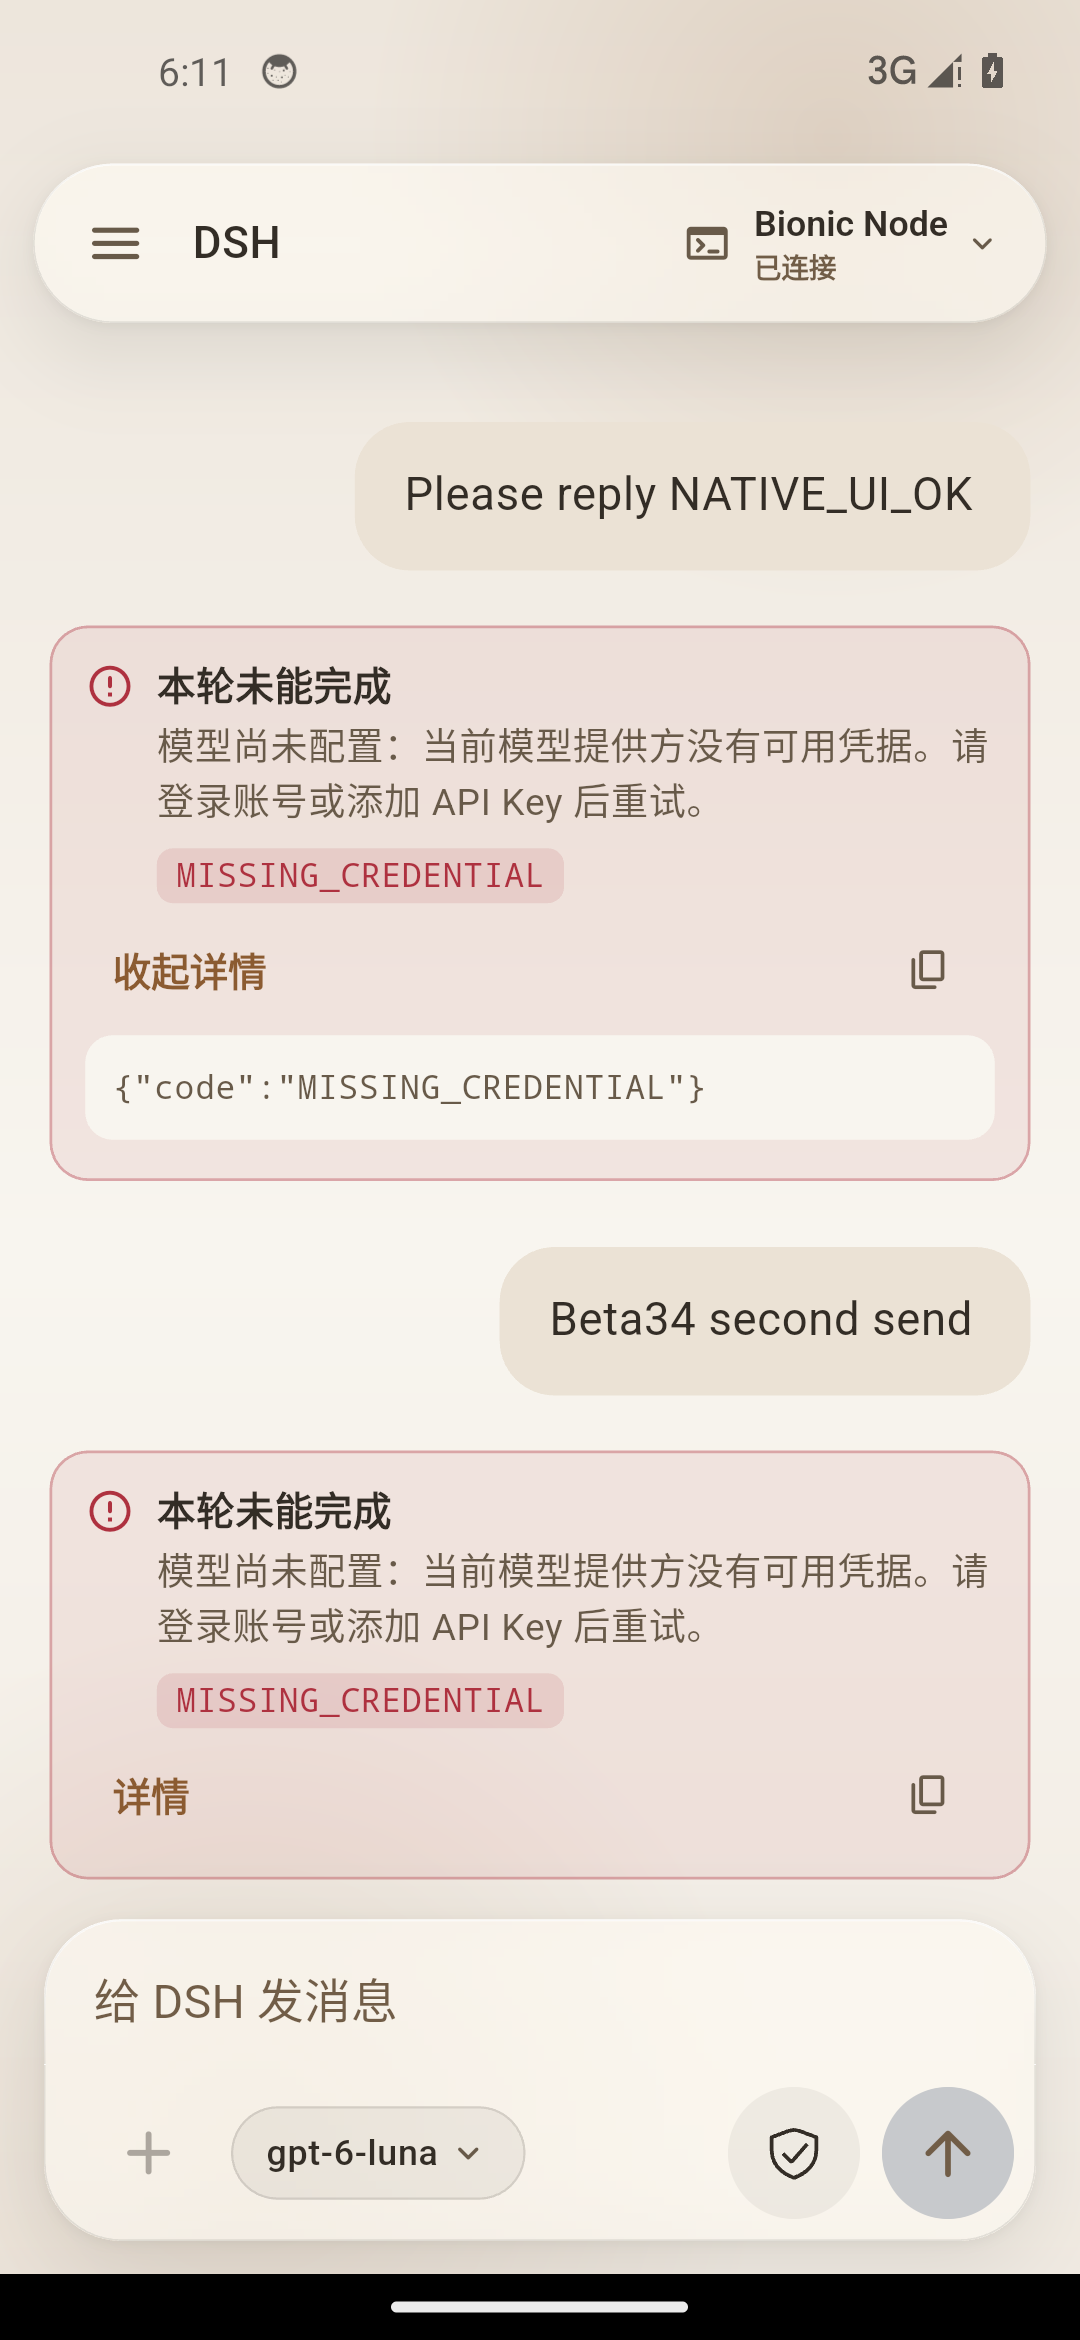 6:11
3G
DSH
Bionic Node
已连接
Please reply NATIVE_UI_OK
本轮未能完成
模型尚未配置：当前模型提供方没有可用凭据。请
登录账号或添加 API Key 后重试。
MISSING_CREDENTIAL
收起详情
{"code":"MISSING_CREDENTIAL"}
Beta34 second send
本轮未能完成
模型尚未配置：当前模型提供方没有可用凭据。请
登录账号或添加 API Key 后重试。
MISSING_CREDENTIAL
详情
给 DSH 发消息
gpt-6-luna